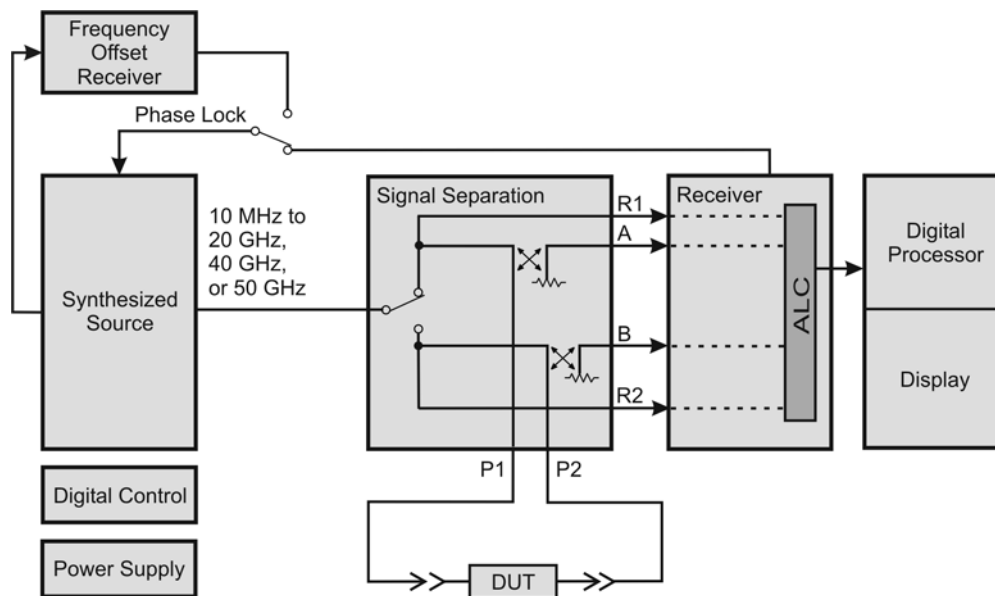 Frequency
Offset
Receiver
Phase Lock
Synthesized
Source
10 MHz to
20 GHz,
40 GHz,
or 50 GHz
Signal Separation
R1
A
B
R2
Receiver
ALC
Digital
Processor
Display
P1
P2
Digital Control
Power Supply
DUT